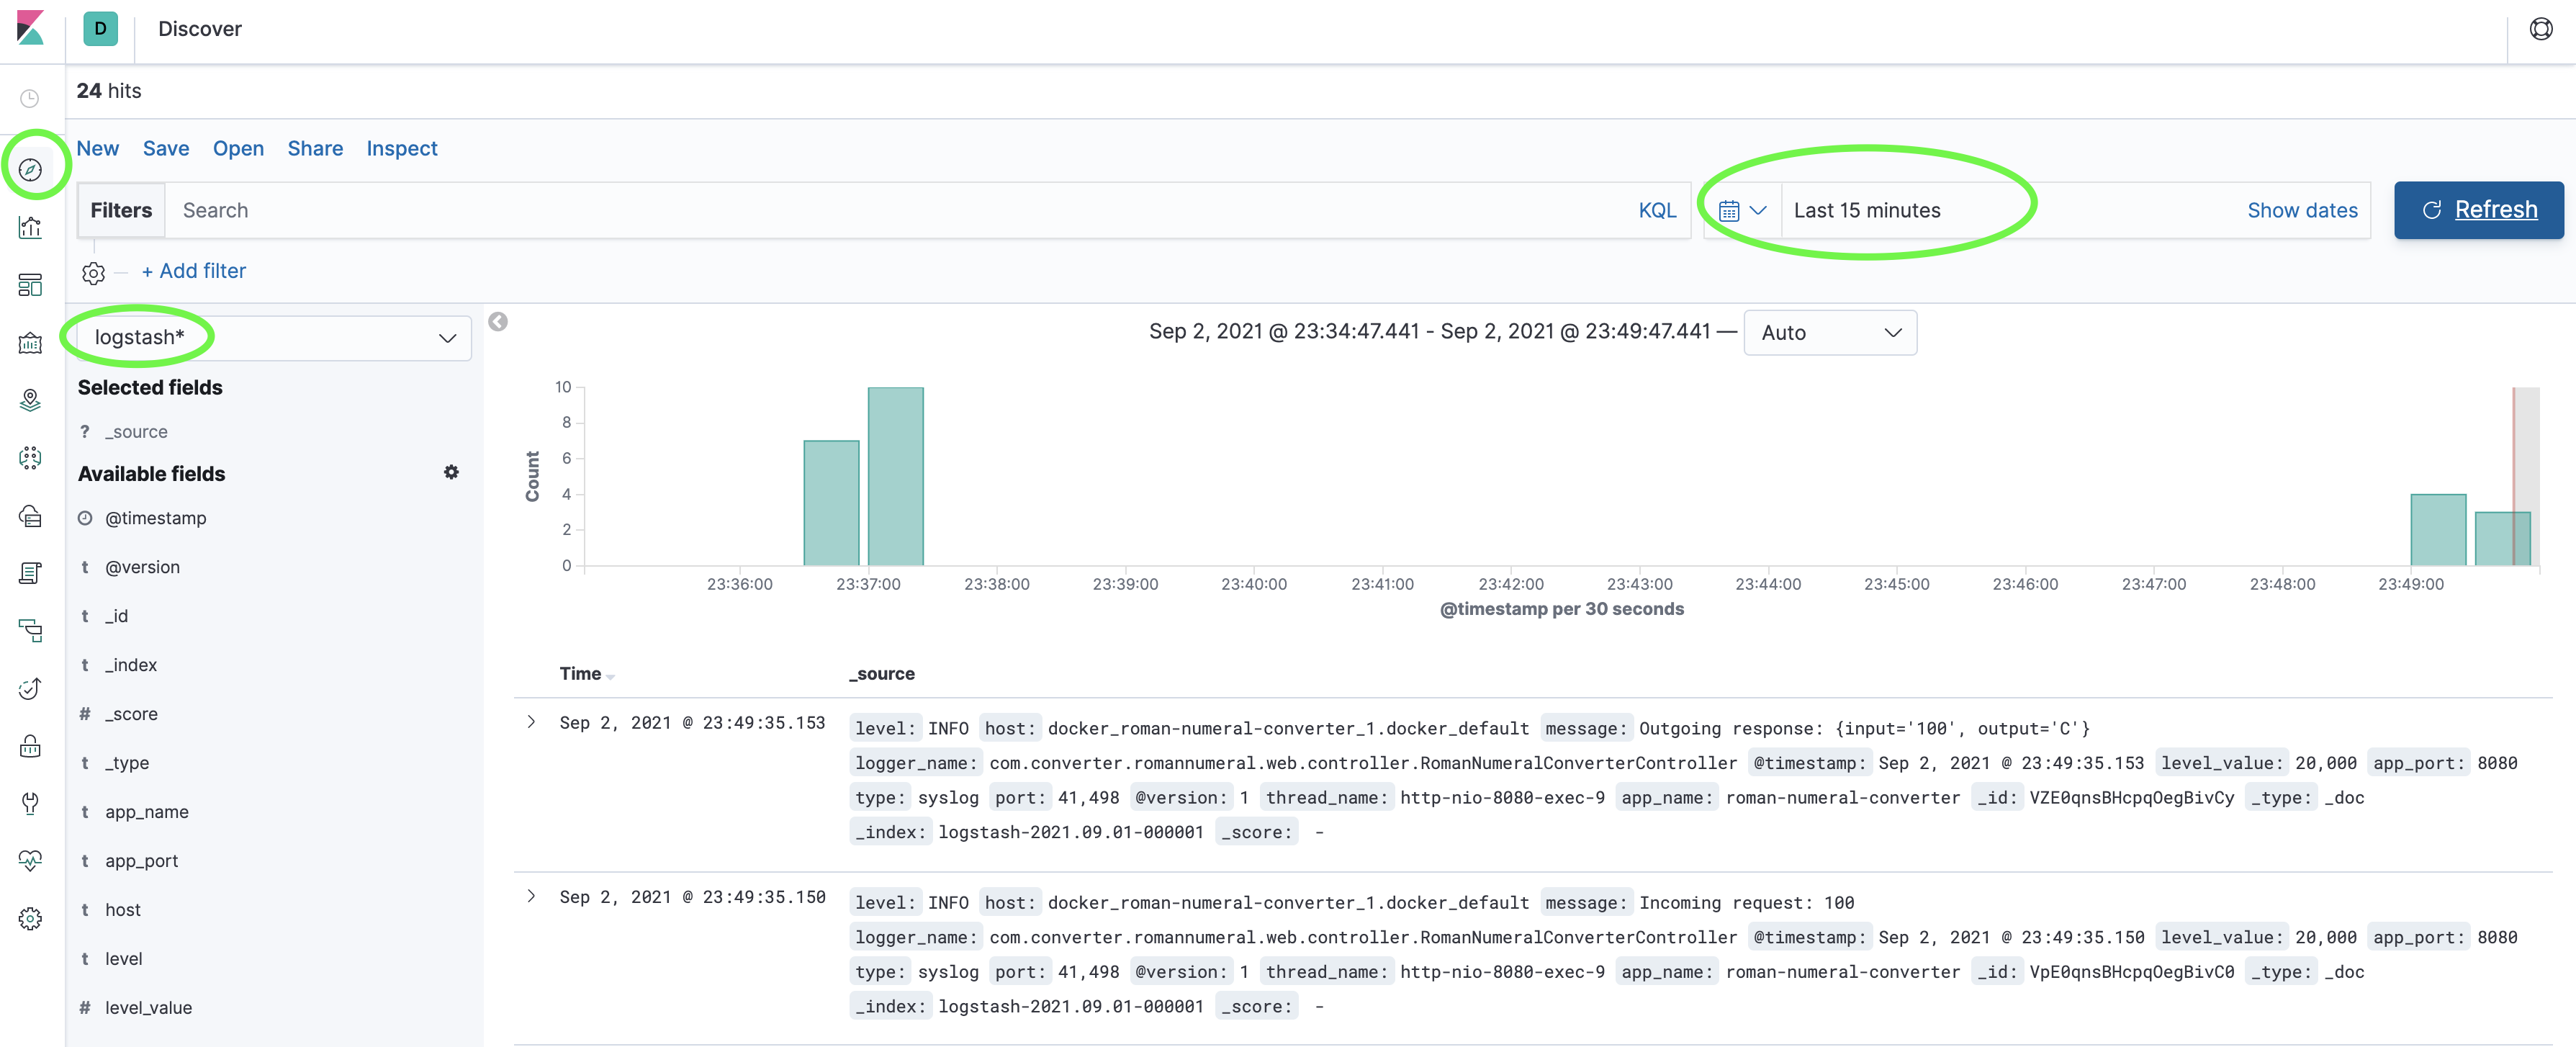 D Discover
24 hits
New Save Open Share Inspect
Filters Search KQL Last 15 minutes Show dates Refresh
+ Add filter
logstash*
Selected fields
? _source
Available fields
@timestamp
t @version
t _id
t _index
# _score
t _type
t app_name
t app_port
t host
t level
# level_value
Sep 2, 2021 @ 23:34:47.441 - Sep 2, 2021 @ 23:49:47.441 — Auto
Count
10
8
6
4
2
0
23:36:00 23:37:00 23:38:00 23:39:00 23:40:00 23:41:00 23:42:00 23:43:00 23:44:00 23:45:00 23:46:00 23:47:00 23:48:00 23:49:00
@timestamp per 30 seconds
Time _source
Sep 2, 2021 @ 23:49:35.153 level: INFO host: docker_roman-numeral-converter_1.docker_default message: Outgoing response: {input='100', output='C'}
logger_name: com.converter.romannumeral.web.controller.RomanNumeralConverterController @timestamp: Sep 2, 2021 @ 23:49:35.153 level_value: 20,000 app_port: 8080
type: syslog port: 41,498 @version: 1 thread_name: http-nio-8080-exec-9 app_name: roman-numeral-converter _id: VZE0qnsBHcpqOegBivCy _type: _doc
_index: logstash-2021.09.01-000001 _score: -
Sep 2, 2021 @ 23:49:35.150 level: INFO host: docker_roman-numeral-converter_1.docker_default message: Incoming request: 100
logger_name: com.converter.romannumeral.web.controller.RomanNumeralConverterController @timestamp: Sep 2, 2021 @ 23:49:35.150 level_value: 20,000 app_port: 8080
type: syslog port: 41,498 @version: 1 thread_name: http-nio-8080-exec-9 app_name: roman-numeral-converter _id: VpE0qnsBHcpqOegBivC0 _type: _doc
_index: logstash-2021.09.01-000001 _score: -